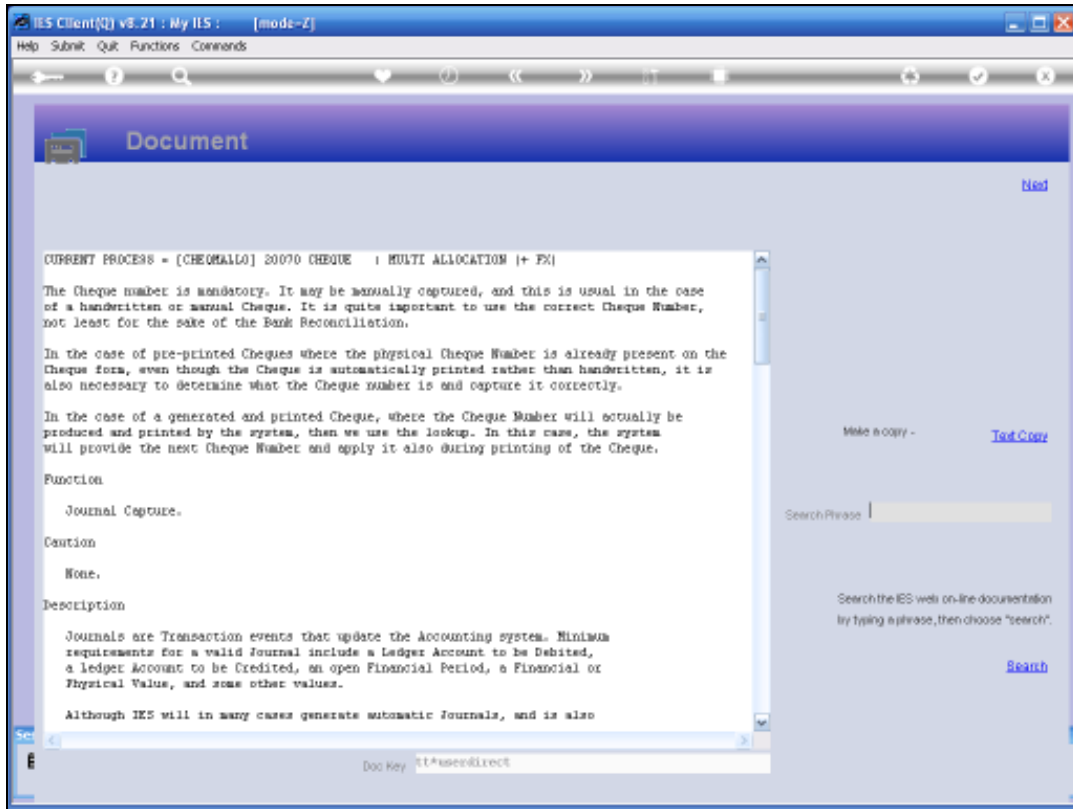 IES Client(Q) v8.21 : My IES :     [mode-Z]
Help Submit Quit Functions Commands
Document
Next
CURRENT PROCESS = [CHEQMALLO] 20070 CHEQUE   : MULTI ALLOCATION |+ FX|
The Cheque number is mandatory. It may be manually captured, and this is usual in the case
of a handwritten or manual Cheque. It is quite important to use the correct Cheque Number,
not least for the sake of the Bank Reconciliation.
In the case of pre-printed Cheques where the physical Cheque Number is already present on the
Cheque form, even though the Cheque is automatically printed rather than handwritten, it is
also necessary to determine what the Cheque number is and capture it correctly.
In the case of a generated and printed Cheque, where the Cheque Number will actually be
produced and printed by the system, then we use the lookup. In this case, the system
will provide the next Cheque Number and apply it also during printing of the Cheque.
Function
Journal Capture.
Caution
None.
Description
Journals are Transaction events that update the Accounting system. Minimum
requirements for a valid Journal include a Ledger Account to be Debited,
a ledger Account to be Credited, an open Financial Period, a Financial or
Physical Value, and some other values.
Although IES will in many cases generate automatic Journals, and is also
Make a copy -
Text Copy
Search Phrase
Search the IES web on-line documentation
by typing a phrase, then choose "search".
Search
Doc Key
tt*userdirect